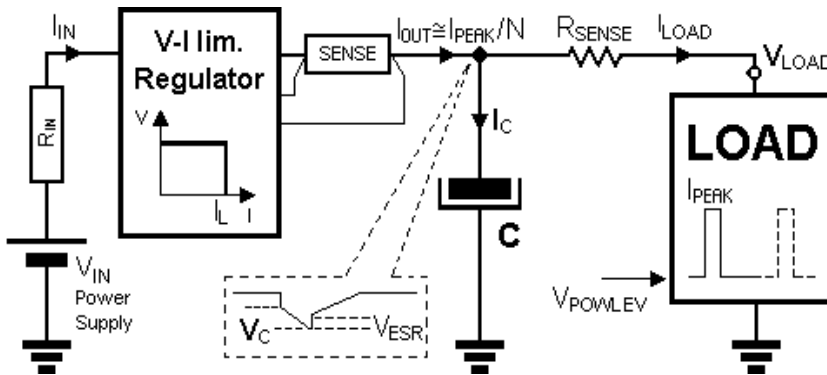 I_IN
V-I lim.
Regulator
V
I_L I
R_IN
V_IN
Power
Supply
SENSE
I_OUT≅I_PEAK/N
R_SENSE
I_LOAD
V_LOAD
I_C
C
V_C
V_ESR
LOAD
I_PEAK
V_POWLEV